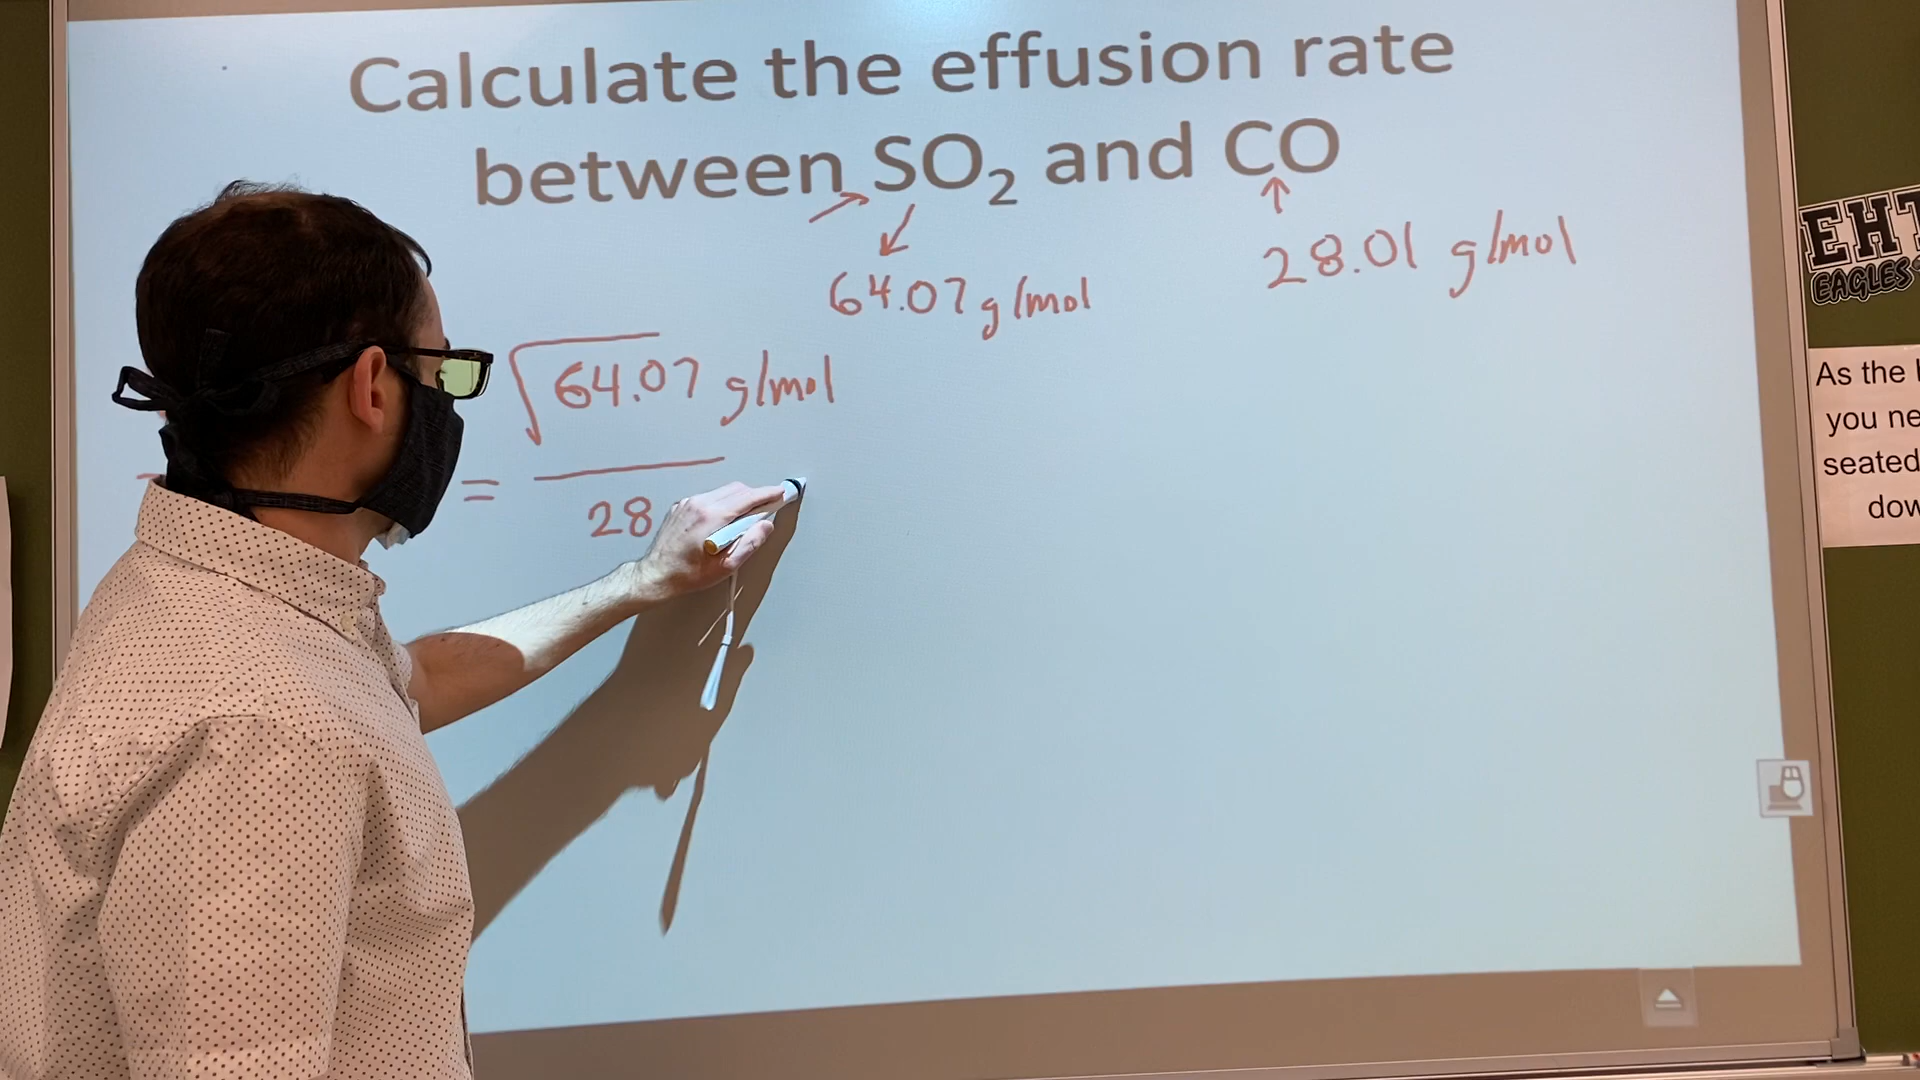 Calculate the effusion rate
between SO₂ and CO
64.07 g/mol
28.01 g/mol
√64.07 g/mol
=
28
EHT
EAGLES
As the
you ne
seated
dow